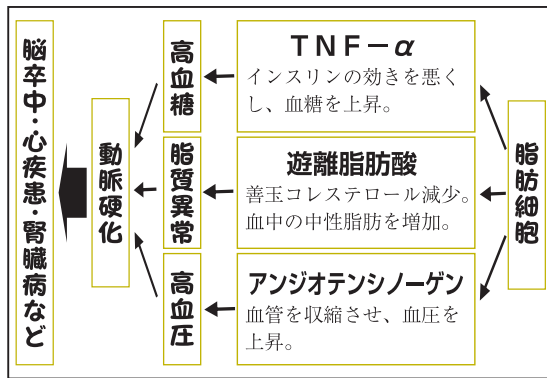 脳卒中・心疾患・腎臓病など
動脈硬化
高血糖
脂質異常
高血圧
TNF－α
インスリンの効きを悪く
し、血糖を上昇。
遊離脂肪酸
善玉コレステロール減少。
血中の中性脂肪を増加。
アンジオテンシノーゲン
血管を収縮させ、血圧を
上昇。
脂肪細胞